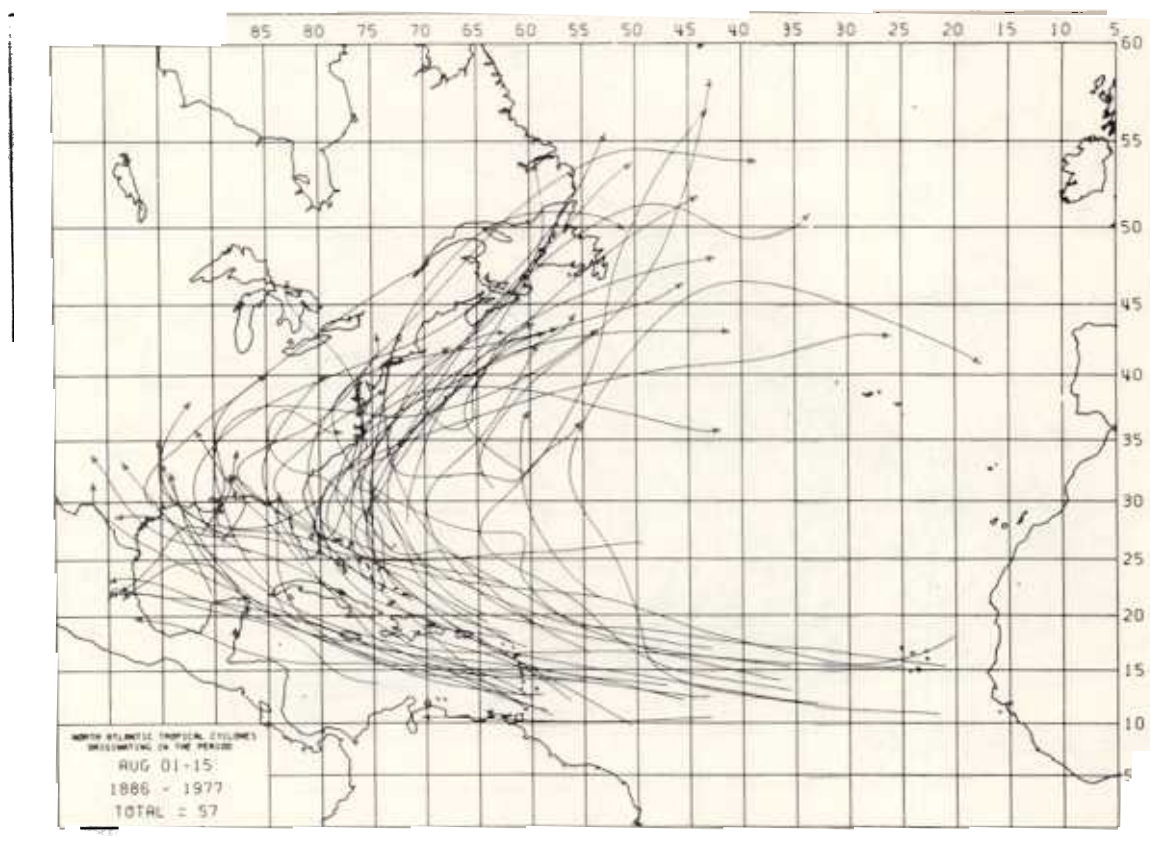 85 80 75 70 65 60 55 50 45 40 35 30 25 20 15 10 5
60
55
50
45
40
35
30
25
20
15
10
5
NORTH ATLANTIC TROPICAL CYCLONES
ORIGINATING IN THE PERIOD
AUG 01-15
1886 - 1977
TOTAL = 57